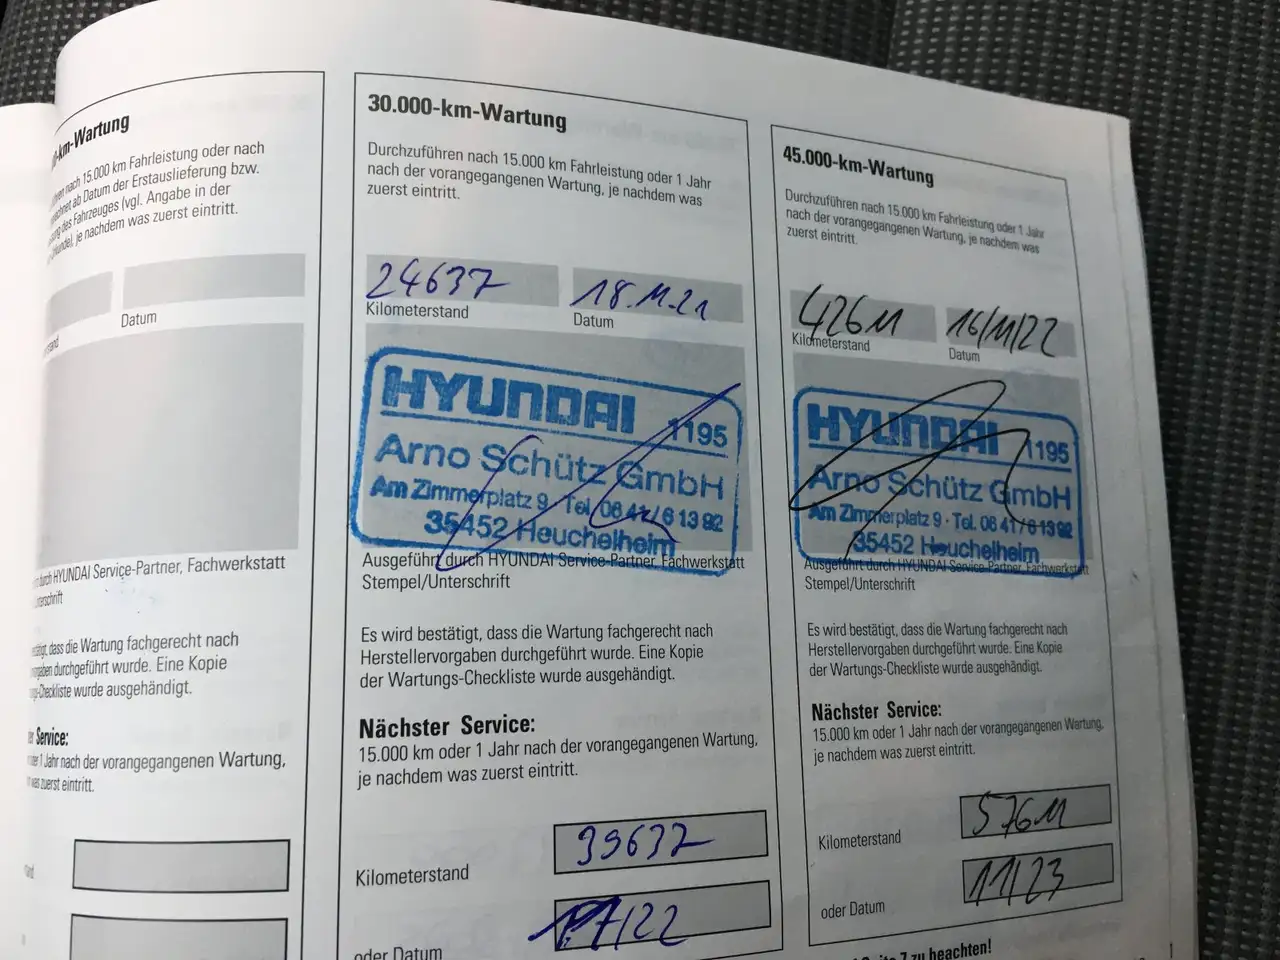 -km-Wartung
nach 15.000 km Fahrleistung oder nach
ab Datum der Erstauslieferung bzw.
des Fahrzeuges (vgl. Angabe in der
je nachdem was zuerst eintritt.
Datum
durch HYUNDAI Service-Partner, Fachwerkstatt
dass die Wartung fachgerecht nach
durchgeführt wurde. Eine Kopie
-Checkliste wurde ausgehändigt.
Service:
1 Jahr nach der vorangegangenen Wartung,
was zuerst eintritt.
30.000-km-Wartung
Durchzuführen nach 15.000 km Fahrleistung oder 1 Jahr
nach der vorangegangenen Wartung, je nachdem was
zuerst eintritt.
24637 18.11.21
Kilometerstand Datum
HYUNDAI 1195
Arno Schütz GmbH
Am Zimmerplatz 9 · Tel. 06 41/6 13 92
35452 Heuchelheim
Ausgeführt durch HYUNDAI Service-Partner, Fachwerkstatt
Stempel/Unterschrift
Es wird bestätigt, dass die Wartung fachgerecht nach
Herstellervorgaben durchgeführt wurde. Eine Kopie
der Wartungs-Checkliste wurde ausgehändigt.
Nächster Service:
15.000 km oder 1 Jahr nach der vorangegangenen Wartung,
je nachdem was zuerst eintritt.
Kilometerstand 39637
oder Datum 11/22
45.000-km-Wartung
Durchzuführen nach 15.000 km Fahrleistung oder 1 Jahr
nach der vorangegangenen Wartung, je nachdem was
zuerst eintritt.
42611 16/11/22
Kilometerstand Datum
HYUNDAI 1195
Arno Schütz GmbH
Am Zimmerplatz 9 · Tel. 06 41/6 13 92
35452 Heuchelheim
Ausgeführt durch HYUNDAI Service-Partner, Fachwerkstatt
Stempel/Unterschrift
Es wird bestätigt, dass die Wartung fachgerecht nach
Herstellervorgaben durchgeführt wurde. Eine Kopie
der Wartungs-Checkliste wurde ausgehändigt.
Nächster Service:
15.000 km oder 1 Jahr nach der vorangegangenen Wartung,
je nachdem was zuerst eintritt.
Kilometerstand 57611
oder Datum 11/23
Seite 7 zu beachten!